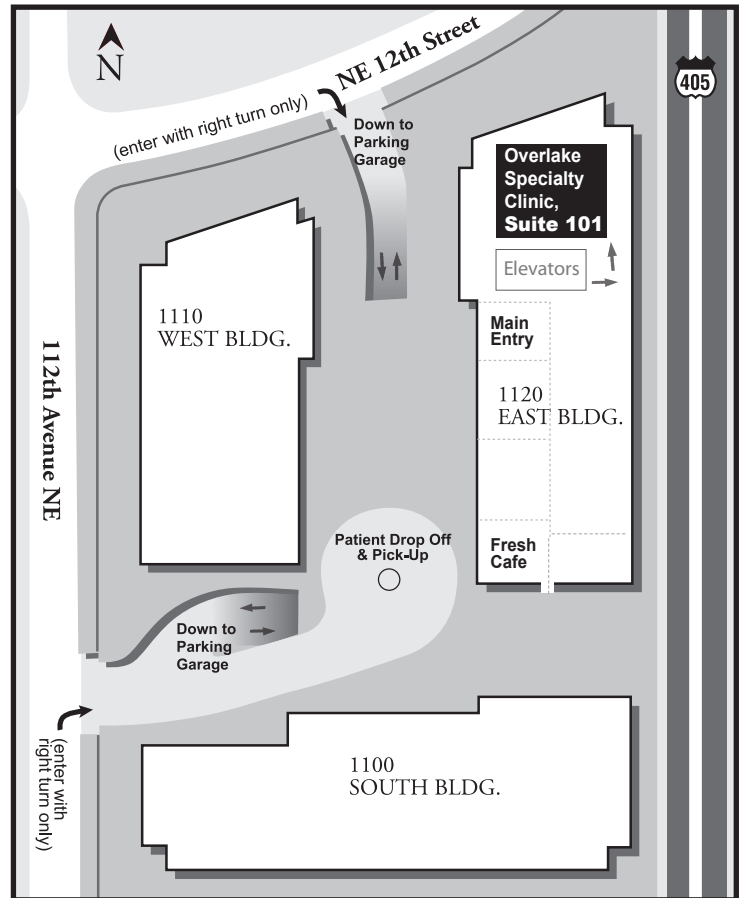 N
NE 12th Street
405
(enter with right turn only)
Down to
Parking
Garage
Overlake
Specialty
Clinic,
Suite 101
Elevators
1110
WEST BLDG.
Main
Entry
112th Avenue NE
1120
EAST BLDG.
Patient Drop Off
& Pick-Up
Fresh
Cafe
Down to
Parking
Garage
(enter with
right turn only)
1100
SOUTH BLDG.